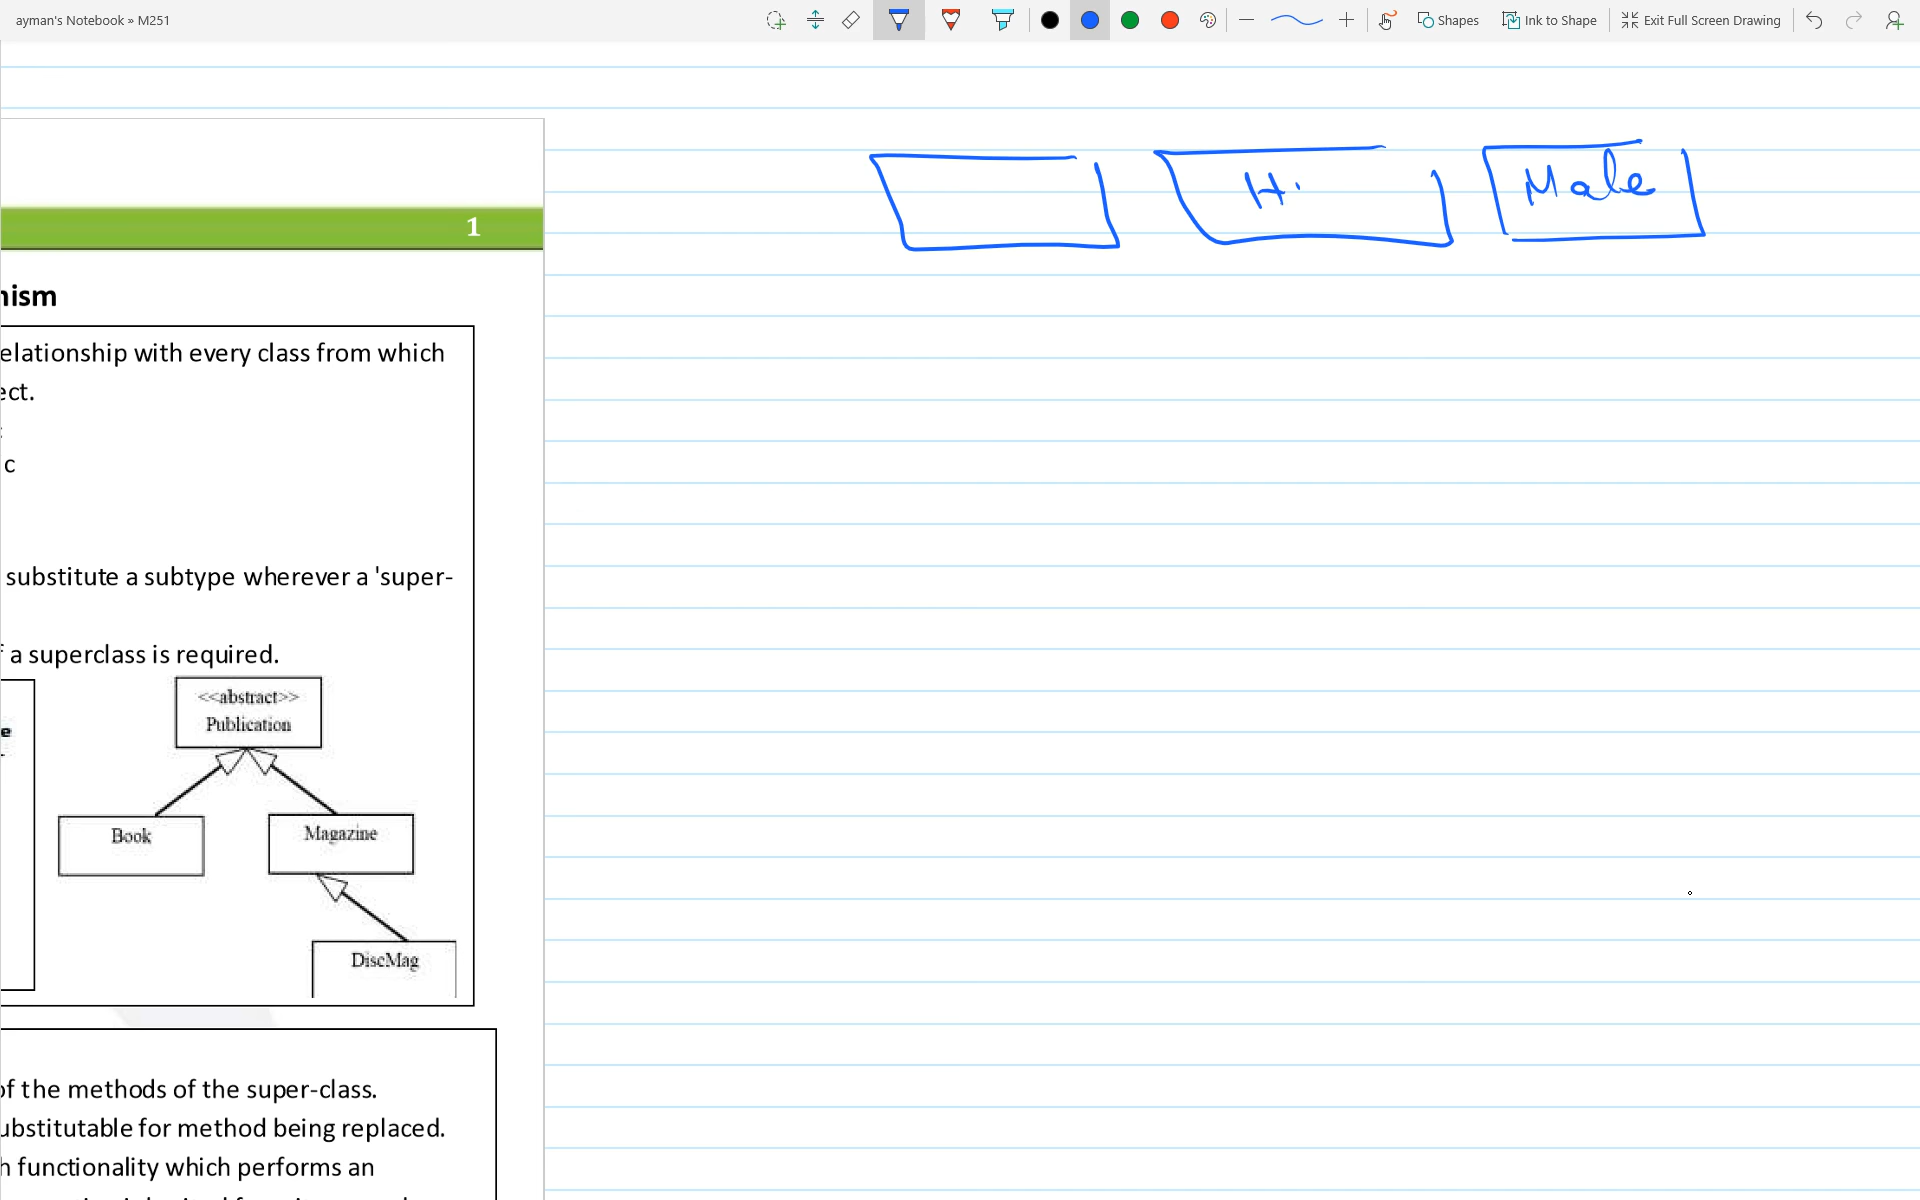 ayman's Notebook » M251
Shapes
Ink to Shape
Exit Full Screen Drawing
H.
Male
1
nism
elationship with every class from which
ect.
:
c
substitute a subtype wherever a 'super-
a superclass is required.
e
<<abstract>>
Publication
Book
Magazine
DiscMag
of the methods of the super-class.
ubstitutable for method being replaced.
h functionality which performs an